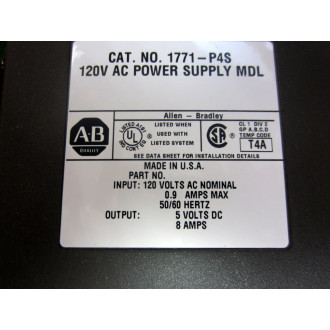 CAT. NO. 1771-P4S
120V AC POWER SUPPLY MDL
Allen - Bradley
A·B
QUALITY
UL
LISTED WHEN
USED WITH
LISTED SYSTEM
CL 1 DIV 2
GP A,B,C,D
TEMP CODE
T4A
SEE DATA SHEET FOR INSTALLATION DETAILS
MADE IN U.S.A.
PART NO.
INPUT: 120 VOLTS AC NOMINAL
0.9 AMPS MAX
50/60 HERTZ
OUTPUT: 5 VOLTS DC
8 AMPS